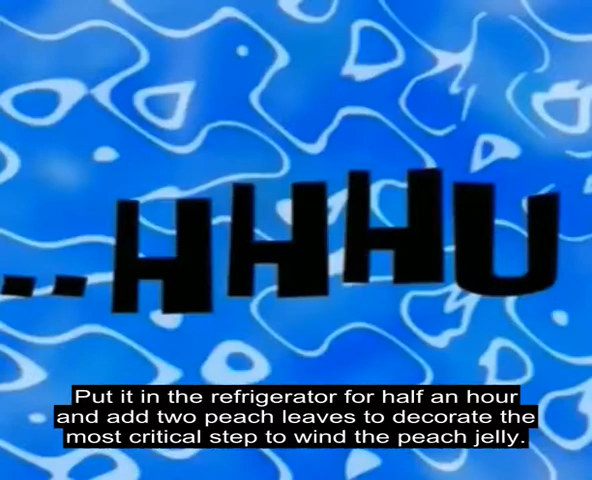 ..HHHU
Put it in the refrigerator for half an hour
and add two peach leaves to decorate the
most critical step to wind the peach jelly.